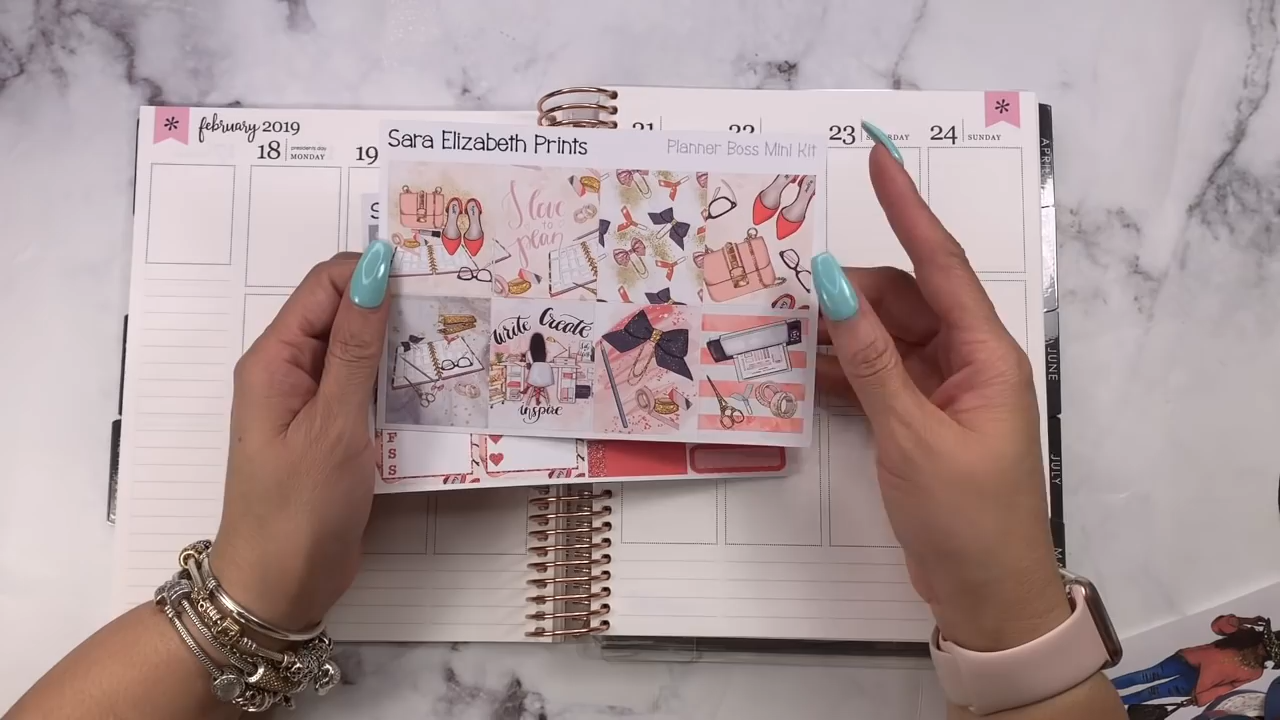 *
february 2019
18
presidents day
MONDAY
19
21
22
23
SATURDAY
24
SUNDAY
*
Sara Elizabeth Prints
Planner Boss Mini Kit
I love
to
plan
Write Create
inspire
S
F
S
S
APRIL
JUNE
JULY